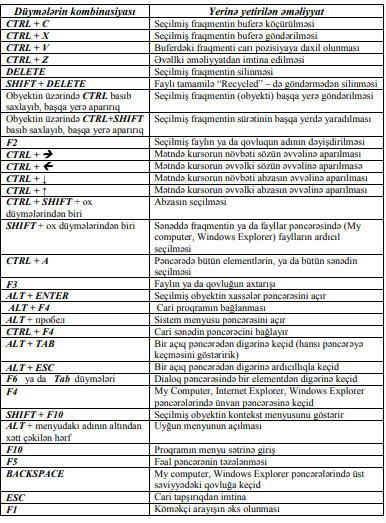 Düymələrin kombinasiyası Yerinə yetirilən əməliyyat
CTRL + C Seçilmiş fraqmentin buferə köçürülməsi
CTRL + X Seçilmiş fraqmentin buferə göndərilməsi
CTRL + V Buferdəki fraqmenti carı pozisiyaya daxil olunması
CTRL + Z Əvəllki əməliyyatdan imtina edilməsi
DELETE Seçilmiş fraqmentin silinməsi
SHIFT + DELETE Faylı tamamilə “Recycled” – də göndərmədən silinməsi
Obyektin üzərində CTRL basıb Seçilmiş fraqmentin (obyekti) başqa yerə göndərilməsi
saxlayıb, başqa yerə aparırıq
Obyektin üzərində CTRL+SHIFT Seçilmiş fraqmentin sürətinin başqa yerdə yaradılması
basıb saxlayıb, başqa yerə aparırıq
F2 Seçilmiş faylın ya da qovluqun adının dəyişdirilməsi
CTRL + → Mətndə kursorun növbəti sözün əvvəlinə aparılması
CTRL + ← Mətndə kursorun əvvəlki sözün əvvəlinə aparılması
CTRL + ↓ Mətndə kursorun növbəti abzasın əvvəlinə aparılması
CTRL + ↑ Mətndə kursorun əvvəlki abzasın əvvəlinə aparılması
CTRL + SHIFT + ox Abzasın seçilməsi
düymələrindən biri
SHIFT + ox düymələrindən biri Sənəddə fraqmentin ya da fayllar pəncərəsində (My
computer, Windows Explorer) faylların ardıcıl
seçilməsi
CTRL + A Pəncərədə bütün elementlərin, ya da bütün sənədin
seçilməsi
F3 Faylın ya da qovluğun axtarışı
ALT + ENTER Seçilmiş obyektin xassələr pəncərəsini açır
ALT + F4 Cari proqramın bağlanması
ALT + пробел Sistem menyusu pəncərəsini açır
CTRL + F4 Cari sənədin pəncərəcini bağlayır
ALT + TAB Bir açıq pəncərədən digərinə keçid (hansı pəncərəyə
keçməsini göstəririk)
ALT + ESC Bir açıq pəncərədən digərinə ardıcıllıqla keçid
F6 ya da Tab düymələri Dialoq pəncərəsində bir elementdən digərinə keçid
F4 My Computer, Internet Explorer, Windows Explorer
pəncərələrində ünvan pəncərəsinə keçid
SHIFT + F10 Seçilmiş obyektin kontekst menyusunu göstərir
ALT + menyudakı adının altından Uyğun menyunun açılması
xətt çəkilən hərf
F10 Proqramın menyu sətrinə giriş
F5 Fəal pəncərənin təzələnməsi
BACKSPACE My computer, Windows Explorer pəncərələrində üst
səviyyədəki qovluğa keçid
ESC Cari tapşırıqdan imtina
F1 Köməkçi arayışın əks olunması